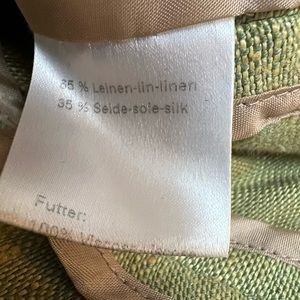 65 % Leinen-lin-linen
35 % Seide-soie-silk
Futter:
100%